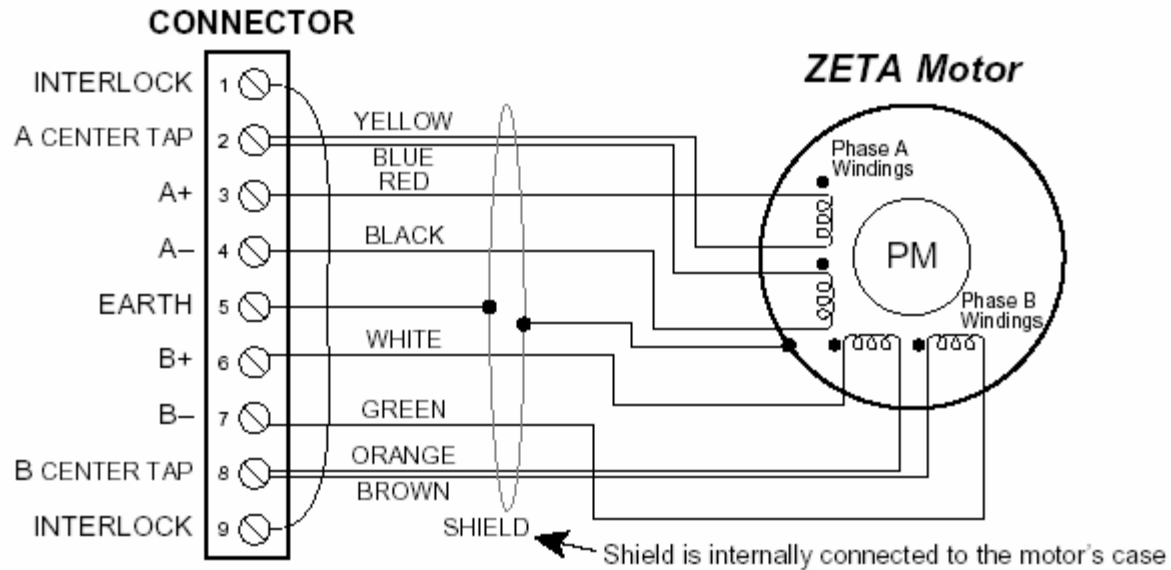 CONNECTOR
ZETA Motor
INTERLOCK 1
A CENTER TAP 2
YELLOW
BLUE
A+ 3
RED
A– 4
BLACK
EARTH 5
B+ 6
WHITE
B– 7
GREEN
B CENTER TAP 8
ORANGE
BROWN
INTERLOCK 9
SHIELD
Phase A
Windings
PM
Phase B
Windings
Shield is internally connected to the motor's case